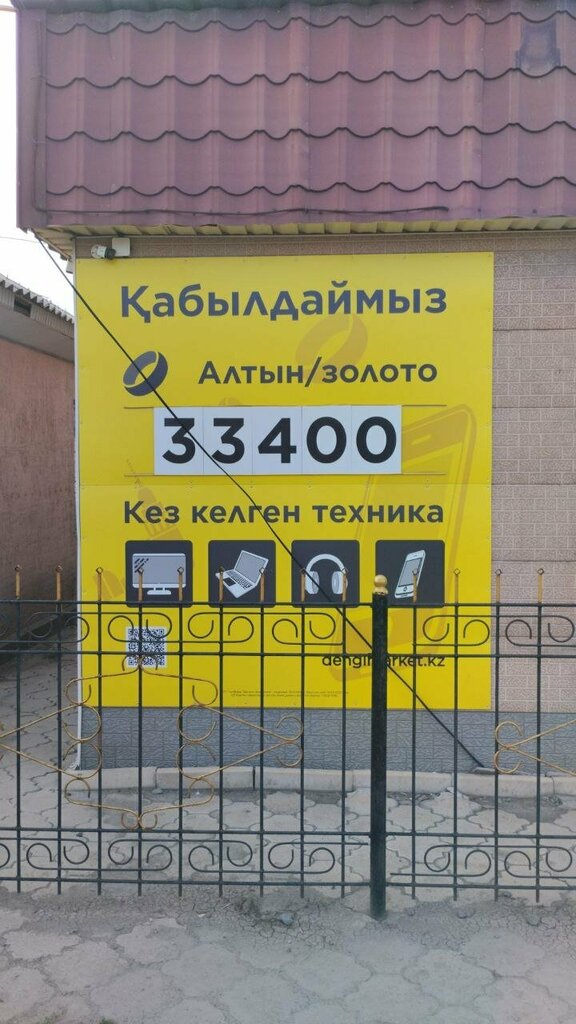 Қабылдаймыз
Алтын/золото
33400
Кез келген техника
dengimarket.kz